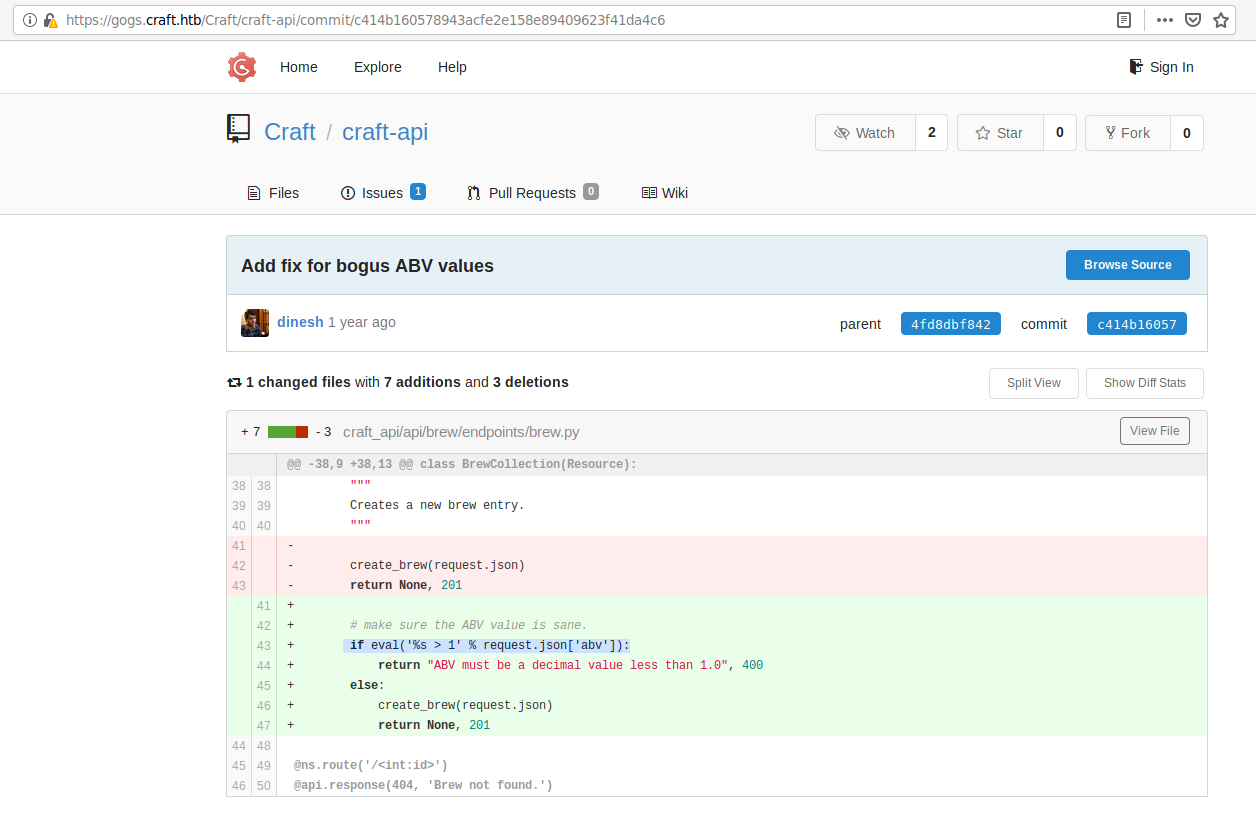 https://gogs.craft.htb/Craft/craft-api/commit/c414b160578943acfe2e158e89409623f41da4c6
Home Explore Help Sign In
Craft / craft-api Watch 2 Star 0 Fork 0
Files Issues 1 Pull Requests 0 Wiki
Add fix for bogus ABV values Browse Source
dinesh 1 year ago parent 4fd8dbf842 commit c414b16057
1 changed files with 7 additions and 3 deletions Split View Show Diff Stats
+ 7 - 3 craft_api/api/brew/endpoints/brew.py View File
@@ -38,9 +38,13 @@ class BrewCollection(Resource):
38 38 """
39 39 Creates a new brew entry.
40 40 """
41 -
42 - create_brew(request.json)
43 - return None, 201
41 +
42 + # make sure the ABV value is sane.
43 + if eval('%s > 1' % request.json['abv']):
44 + return "ABV must be a decimal value less than 1.0", 400
45 + else:
46 + create_brew(request.json)
47 + return None, 201
44 48
45 49 @ns.route('/<int:id>')
46 50 @api.response(404, 'Brew not found.')